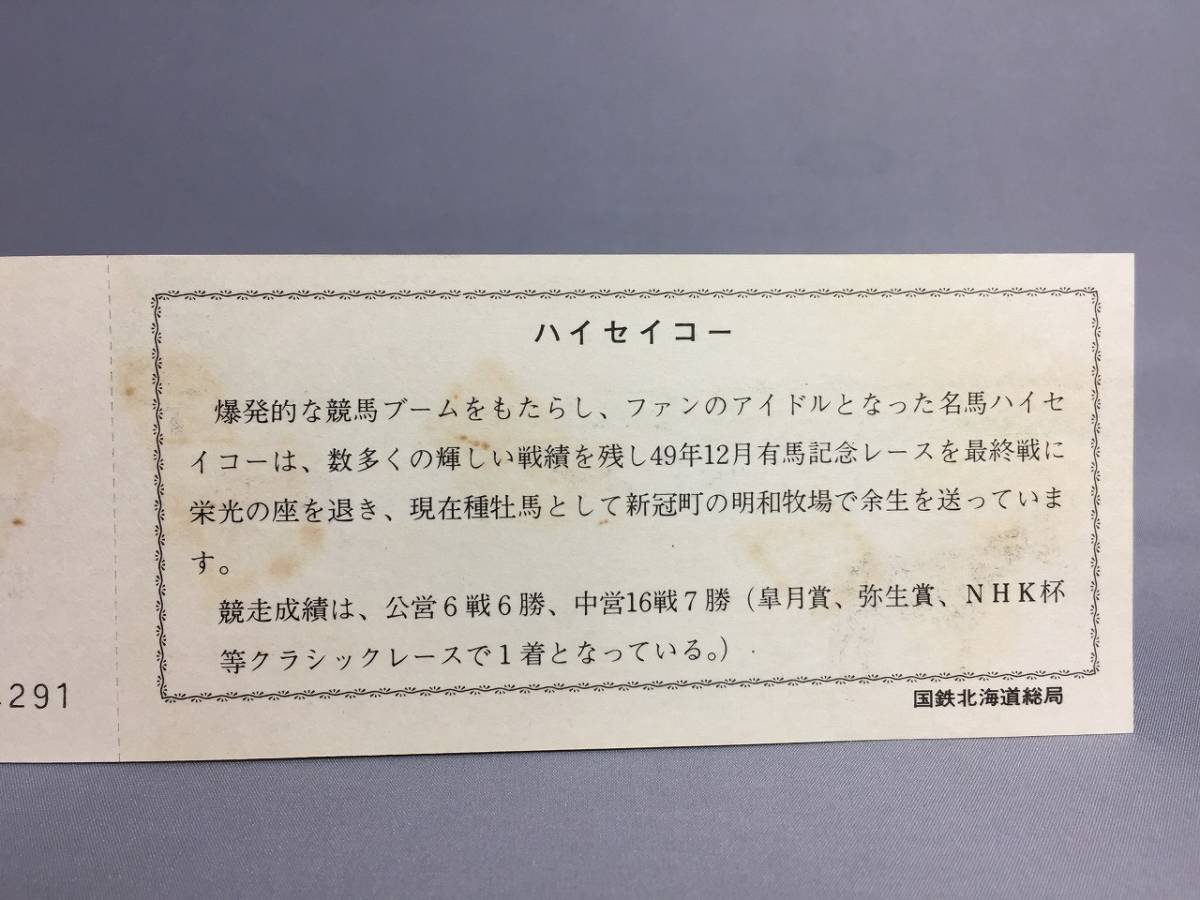 ハイセイコー
爆発的な競馬ブームをもたらし、ファンのアイドルとなった名馬ハイセ
イコーは、数多くの輝しい戦績を残し49年12月有馬記念レースを最終戦に
栄光の座を退き、現在種牡馬として新冠町の明和牧場で余生を送っていま
す。
競走成績は、公営6戦6勝、中営16戦7勝(皐月賞、弥生賞、NHK杯
等クラシックレースで1着となっている。)
国鉄北海道総局
291